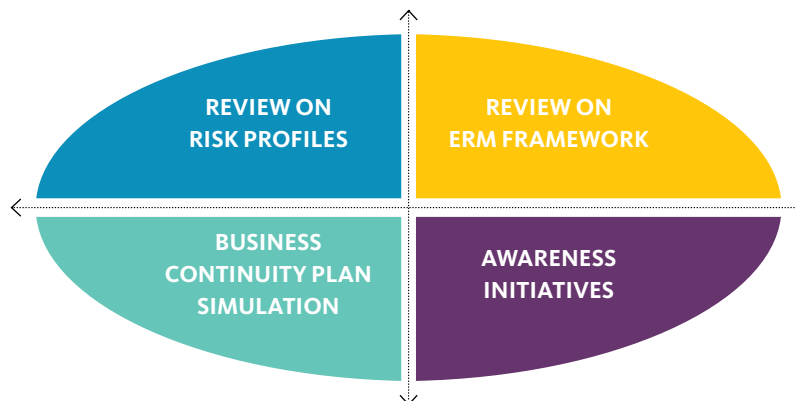 REVIEW ON
RISK PROFILES
REVIEW ON
ERM FRAMEWORK
BUSINESS
CONTINUITY PLAN
SIMULATION
AWARENESS
INITIATIVES